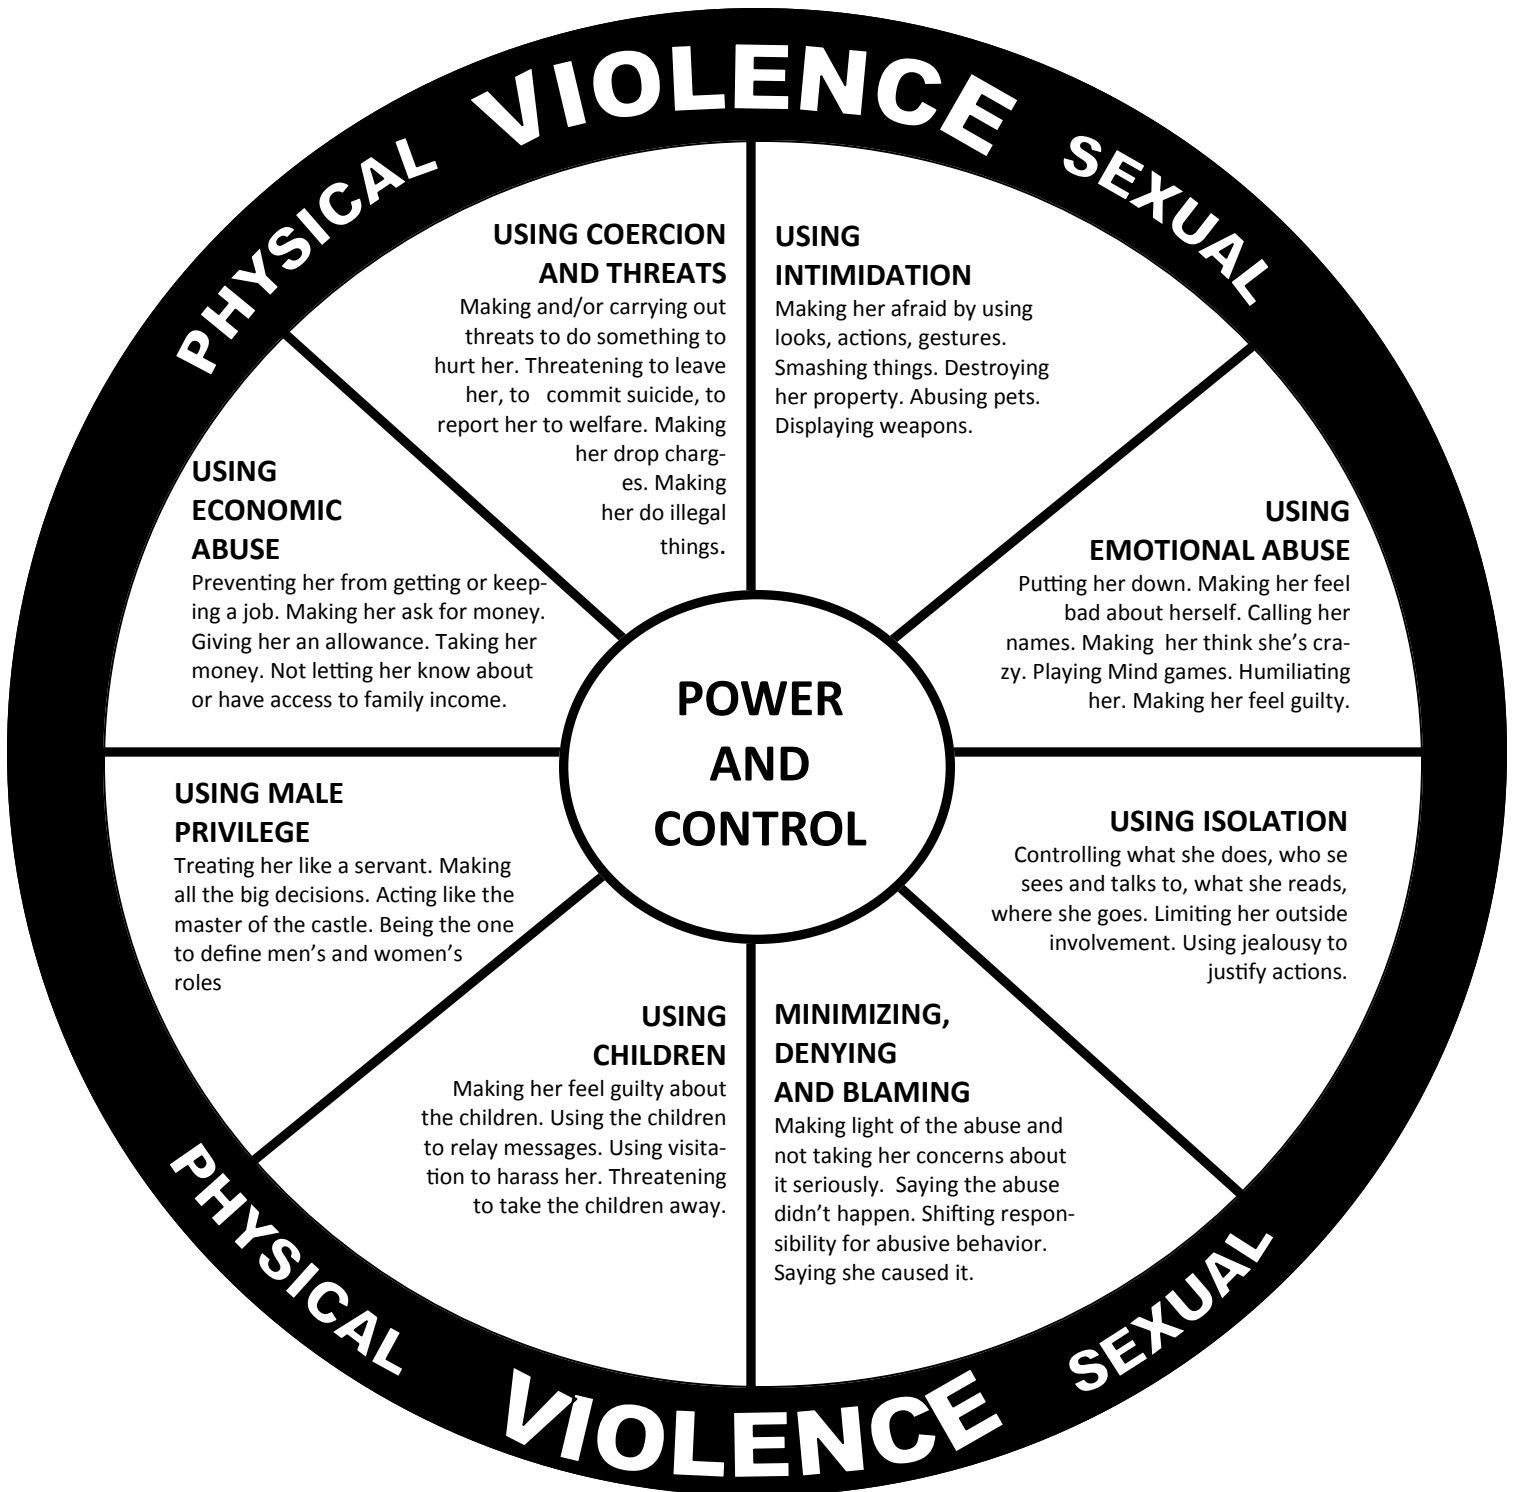 PHYSICAL VIOLENCE SEXUAL
USING COERCION
AND THREATS
Making and/or carrying out
threats to do something to
hurt her. Threatening to leave
her, to   commit suicide, to
report her to welfare. Making
her drop charg-
es. Making
her do illegal
things.
USING
INTIMIDATION
Making her afraid by using
looks, actions, gestures.
Smashing things. Destroying
her property. Abusing pets.
Displaying weapons.
USING
EMOTIONAL ABUSE
Putting her down. Making her feel
bad about herself. Calling her
names. Making  her think she’s cra-
zy. Playing Mind games. Humiliating
her. Making her feel guilty.
USING ISOLATION
Controlling what she does, who se
sees and talks to, what she reads,
where she goes. Limiting her outside
involvement. Using jealousy to
justify actions.
MINIMIZING,
DENYING
AND BLAMING
Making light of the abuse and
not taking her concerns about
it seriously.  Saying the abuse
didn’t happen. Shifting respon-
sibility for abusive behavior.
Saying she caused it.
USING
CHILDREN
Making her feel guilty about
the children. Using the children
to relay messages. Using visita-
tion to harass her. Threatening
to take the children away.
USING MALE
PRIVILEGE
Treating her like a servant. Making
all the big decisions. Acting like the
master of the castle. Being the one
to define men’s and women’s
roles
USING
ECONOMIC
ABUSE
Preventing her from getting or keep-
ing a job. Making her ask for money.
Giving her an allowance. Taking her
money. Not letting her know about
or have access to family income.
POWER
AND
CONTROL
PHYSICAL VIOLENCE SEXUAL